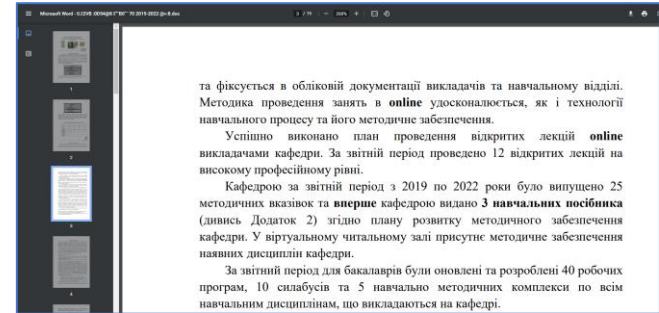 та фіксується в обліковій документації викладачів та навчальному відділі.
Методика проведення занять в online удосконалюється, як і технології
навчального процесу та його методичне забезпечення.
Успішно виконано план проведення відкритих лекцій online
викладачами кафедри. За звітній період проведено 12 відкритих лекцій на
високому професійному рівні.
Кафедрою за звітній період з 2019 по 2022 роки було випущено 25
методичних вказівок та вперше кафедрою видано 3 навчальних посібника
(дивись Додаток 2) згідно плану розвитку методичного забезпечення
кафедри. У віртуальному читальному залі присутнє методичне забезпечення
наявних дисциплін кафедри.
За звітний період для бакалаврів були оновлені та розроблені 40 робочих
програм, 10 силабусів та 5 навчально методичних комплекси по всім
навчальним дисциплінам, що викладаються на кафедрі.